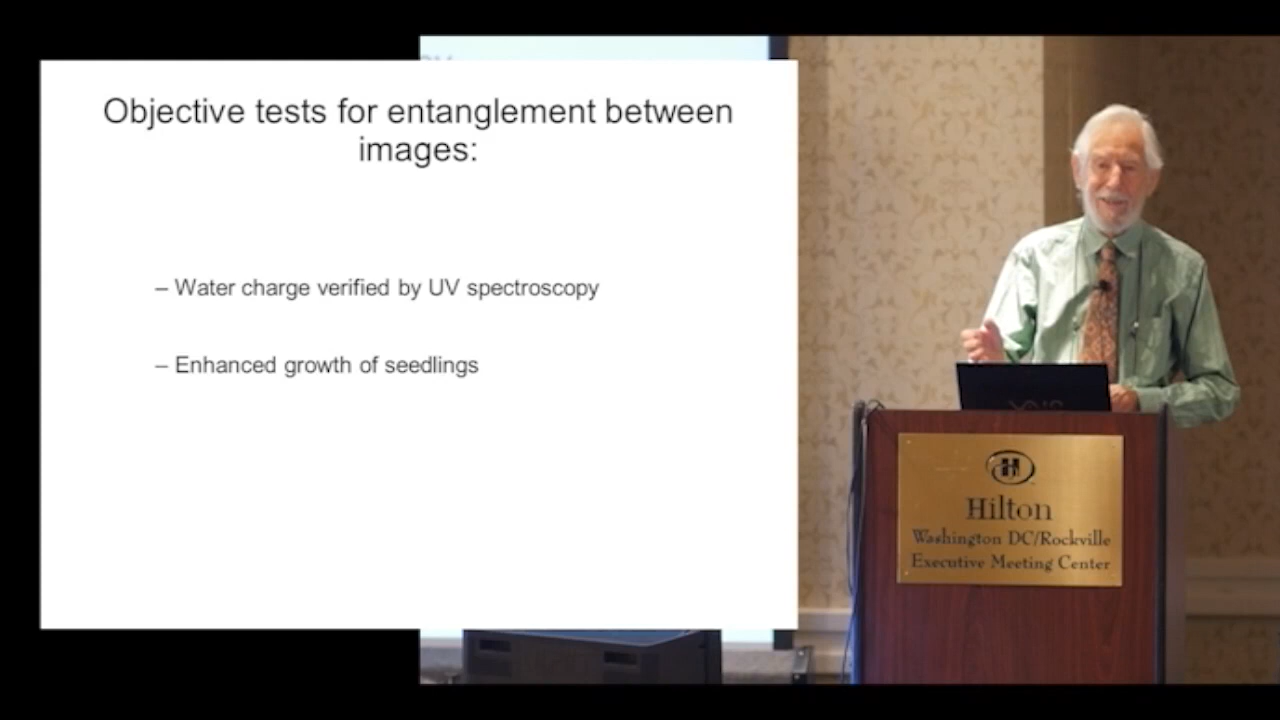 Objective tests for entanglement between
images:
– Water charge verified by UV spectroscopy
– Enhanced growth of seedlings
Hilton
Washington DC/Rockville
Executive Meeting Center